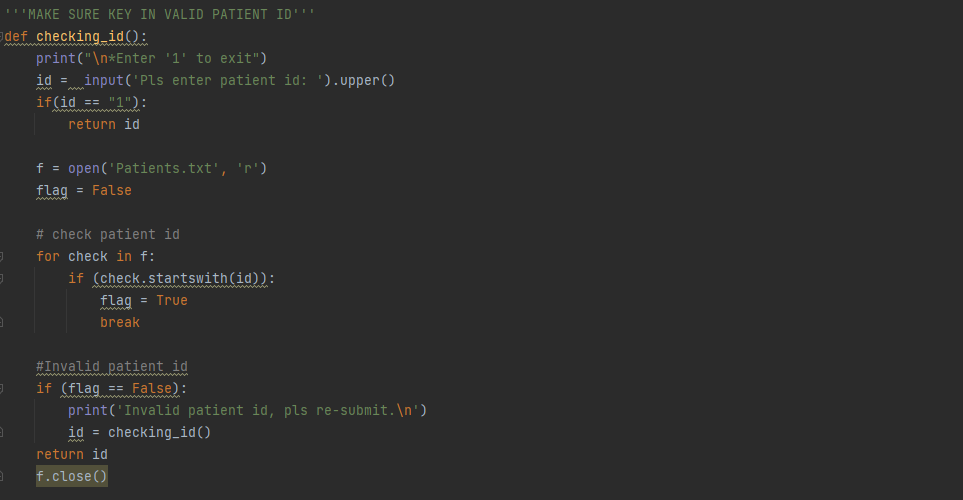 '''MAKE SURE KEY IN VALID PATIENT ID'''
def checking_id():
    print("\n*Enter '1' to exit")
    id =  input('Pls enter patient id: ').upper()
    if(id == "1"):
        return id

    f = open('Patients.txt', 'r')
    flag = False

    # check patient id
    for check in f:
        if (check.startswith(id)):
            flag = True
            break

    #Invalid patient id
    if (flag == False):
        print('Invalid patient id, pls re-submit.\n')
        id = checking_id()
    return id
    f.close()